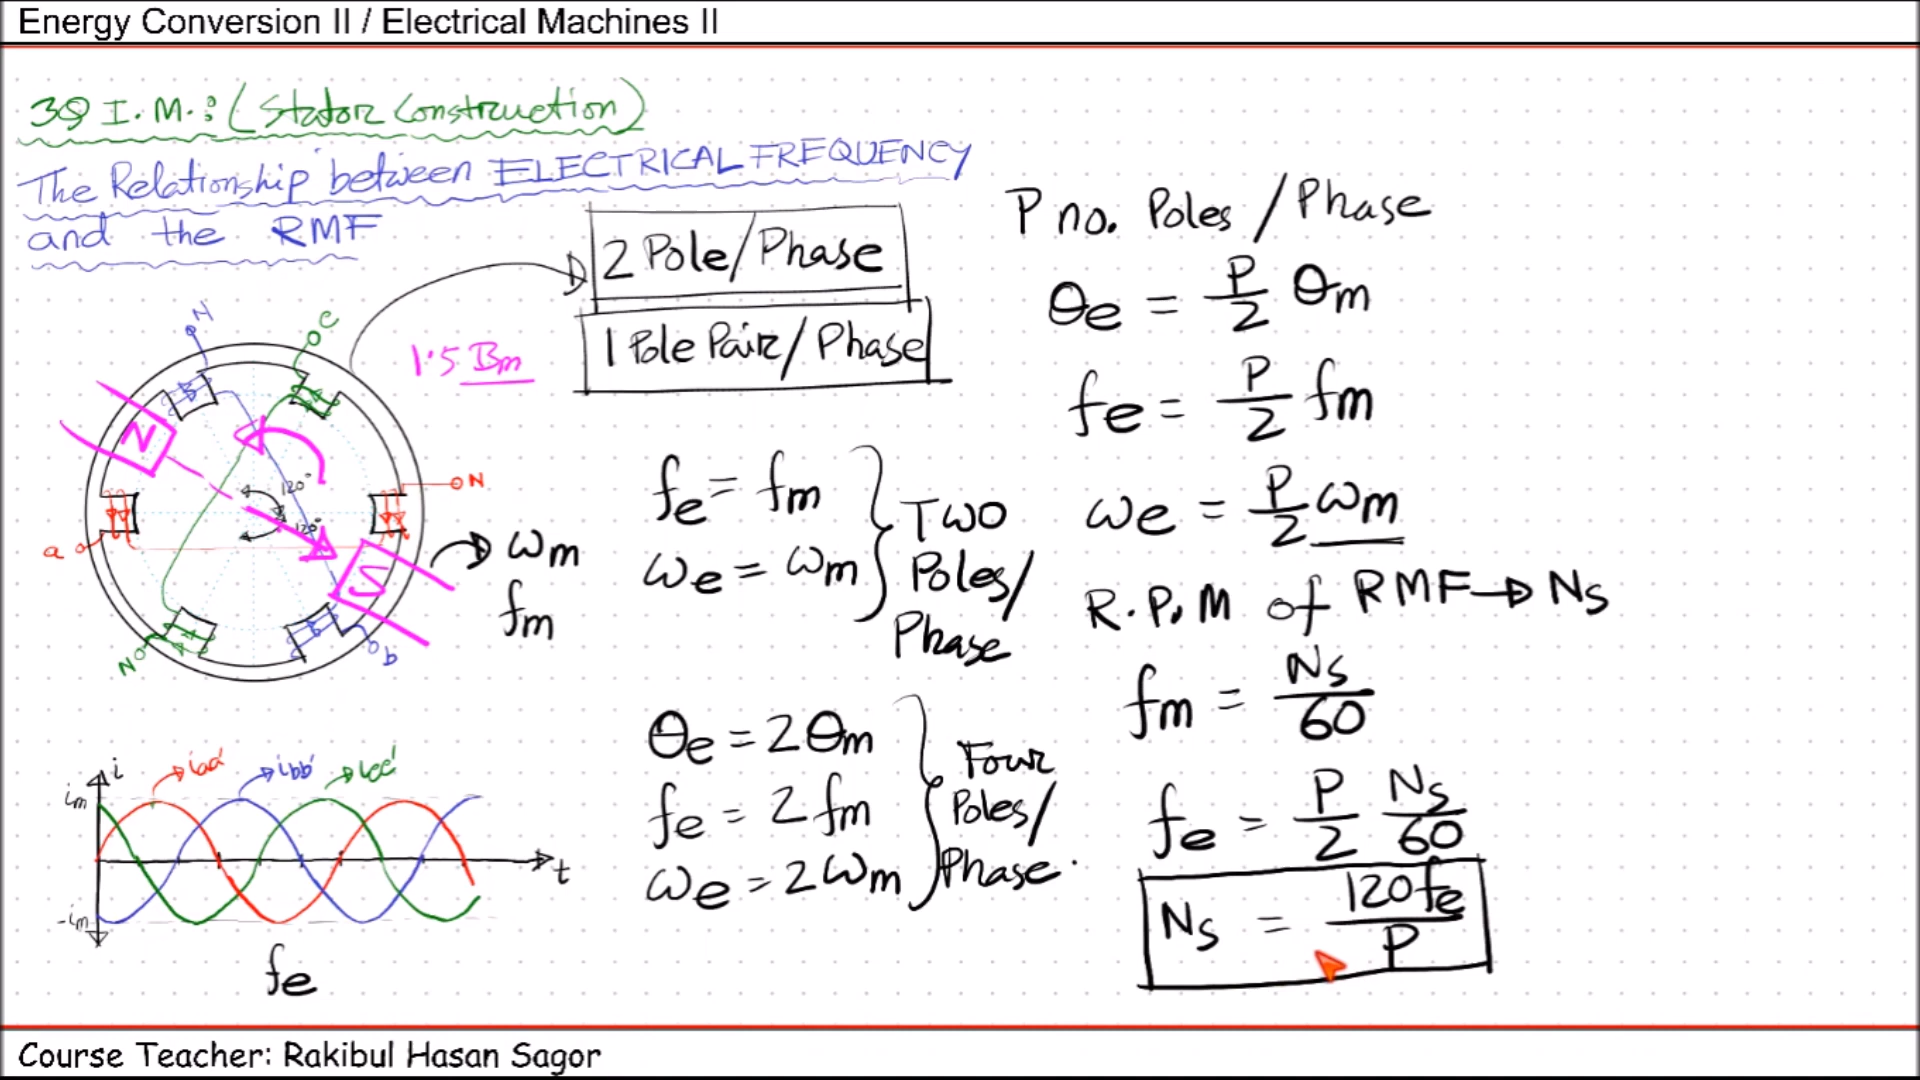 Energy Conversion II / Electrical Machines II
3Φ I.M.: (Stator Construction)
The Relationship between ELECTRICAL FREQUENCY
and the RMF
2 Pole/Phase
1 Pole Pair/Phase
1.5 Bm
N
c
N
N
120°
120°
a
S
N
b
ωm
fm
fe = fm
ωe = ωm
Two
Poles/
Phase
θe = 2θm
fe = 2fm
ωe = 2ωm
Four
Poles/
Phase.
i
iaa'
ibb'
icc'
im
-im
t
fe
P no. Poles / Phase
θe = P/2 θm
fe = P/2 fm
ωe = P/2 ωm
R.P.M of RMF → Ns
fm = Ns/60
fe = P/2 Ns/60
Ns = 120fe/P
Course Teacher: Rakibul Hasan Sagor